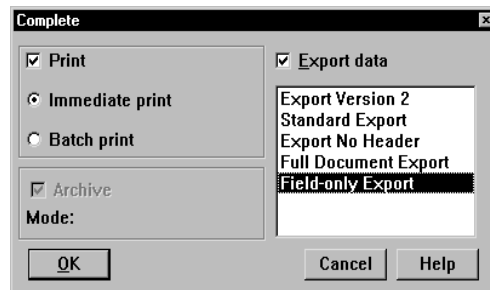 Complete
Print
Immediate print
Batch print
Archive
Mode:
Export data
Export Version 2
Standard Export
Export No Header
Full Document Export
Field-only Export
OK
Cancel
Help